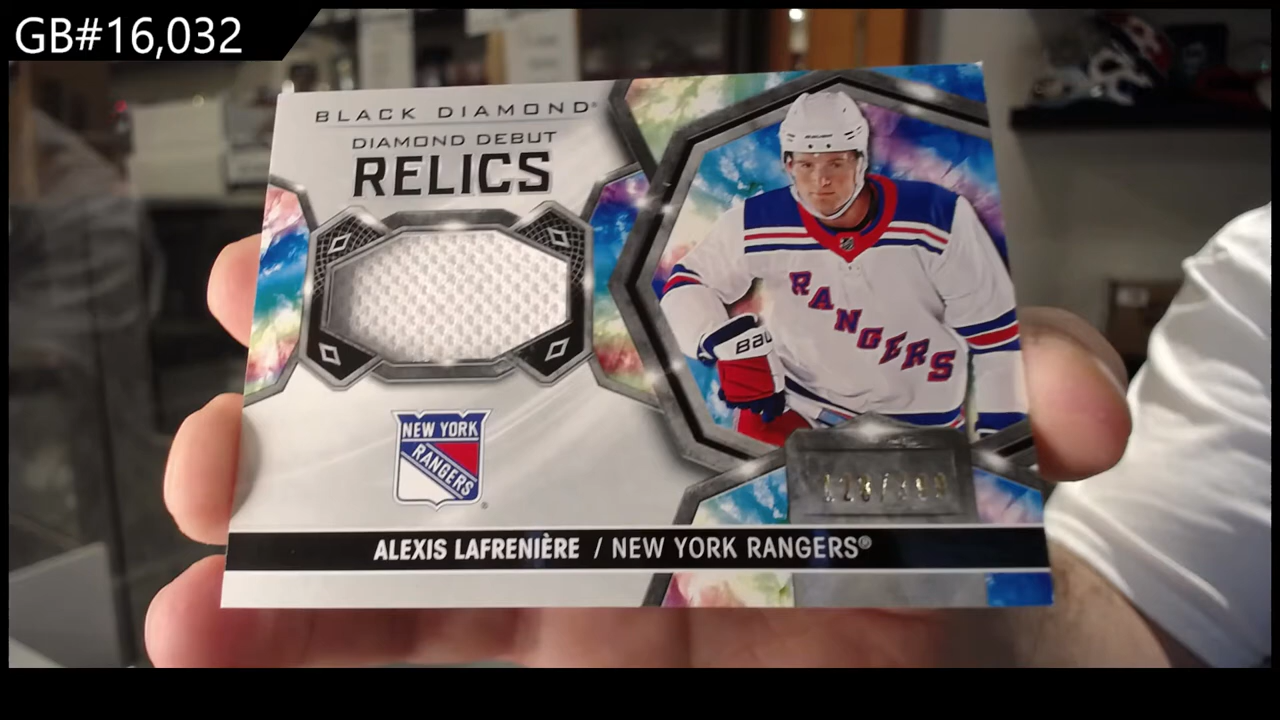 GB#16,032
BLACK DIAMOND®
DIAMOND DEBUT
RELICS
RANGERS
NEW YORK
RANGERS
ALEXIS LAFRENIÈRE / NEW YORK RANGERS®